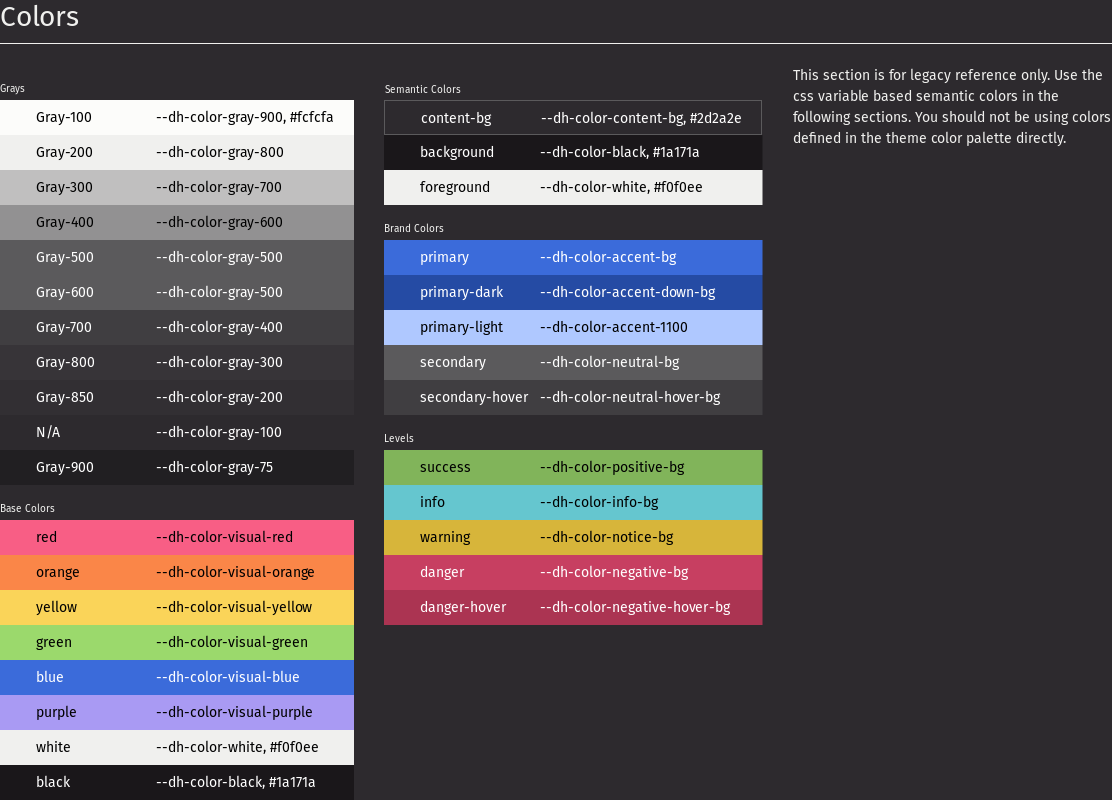 Colors
Grays
Gray-100 --dh-color-gray-900, #fcfcfa
Gray-200 --dh-color-gray-800
Gray-300 --dh-color-gray-700
Gray-400 --dh-color-gray-600
Gray-500 --dh-color-gray-500
Gray-600 --dh-color-gray-500
Gray-700 --dh-color-gray-400
Gray-800 --dh-color-gray-300
Gray-850 --dh-color-gray-200
N/A --dh-color-gray-100
Gray-900 --dh-color-gray-75
Base Colors
red --dh-color-visual-red
orange --dh-color-visual-orange
yellow --dh-color-visual-yellow
green --dh-color-visual-green
blue --dh-color-visual-blue
purple --dh-color-visual-purple
white --dh-color-white, #f0f0ee
black --dh-color-black, #1a171a
Semantic Colors
content-bg --dh-color-content-bg, #2d2a2e
background --dh-color-black, #1a171a
foreground --dh-color-white, #f0f0ee
Brand Colors
primary --dh-color-accent-bg
primary-dark --dh-color-accent-down-bg
primary-light --dh-color-accent-1100
secondary --dh-color-neutral-bg
secondary-hover --dh-color-neutral-hover-bg
Levels
success --dh-color-positive-bg
info --dh-color-info-bg
warning --dh-color-notice-bg
danger --dh-color-negative-bg
danger-hover --dh-color-negative-hover-bg
This section is for legacy reference only. Use the
css variable based semantic colors in the
following sections. You should not be using colors
defined in the theme color palette directly.